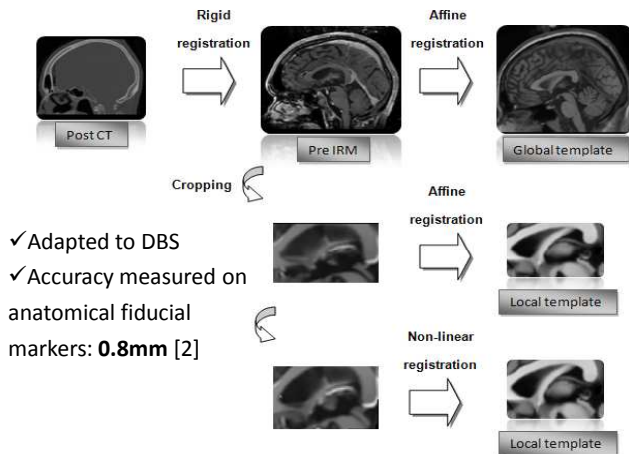 Rigid
registration
Affine
registration
Post CT
Pre IRM
Global template
Cropping
Affine
registration
Local template
✓Adapted to DBS
✓Accuracy measured on
anatomical fiducial
markers: 0.8mm [2]
Non-linear
registration
Local template